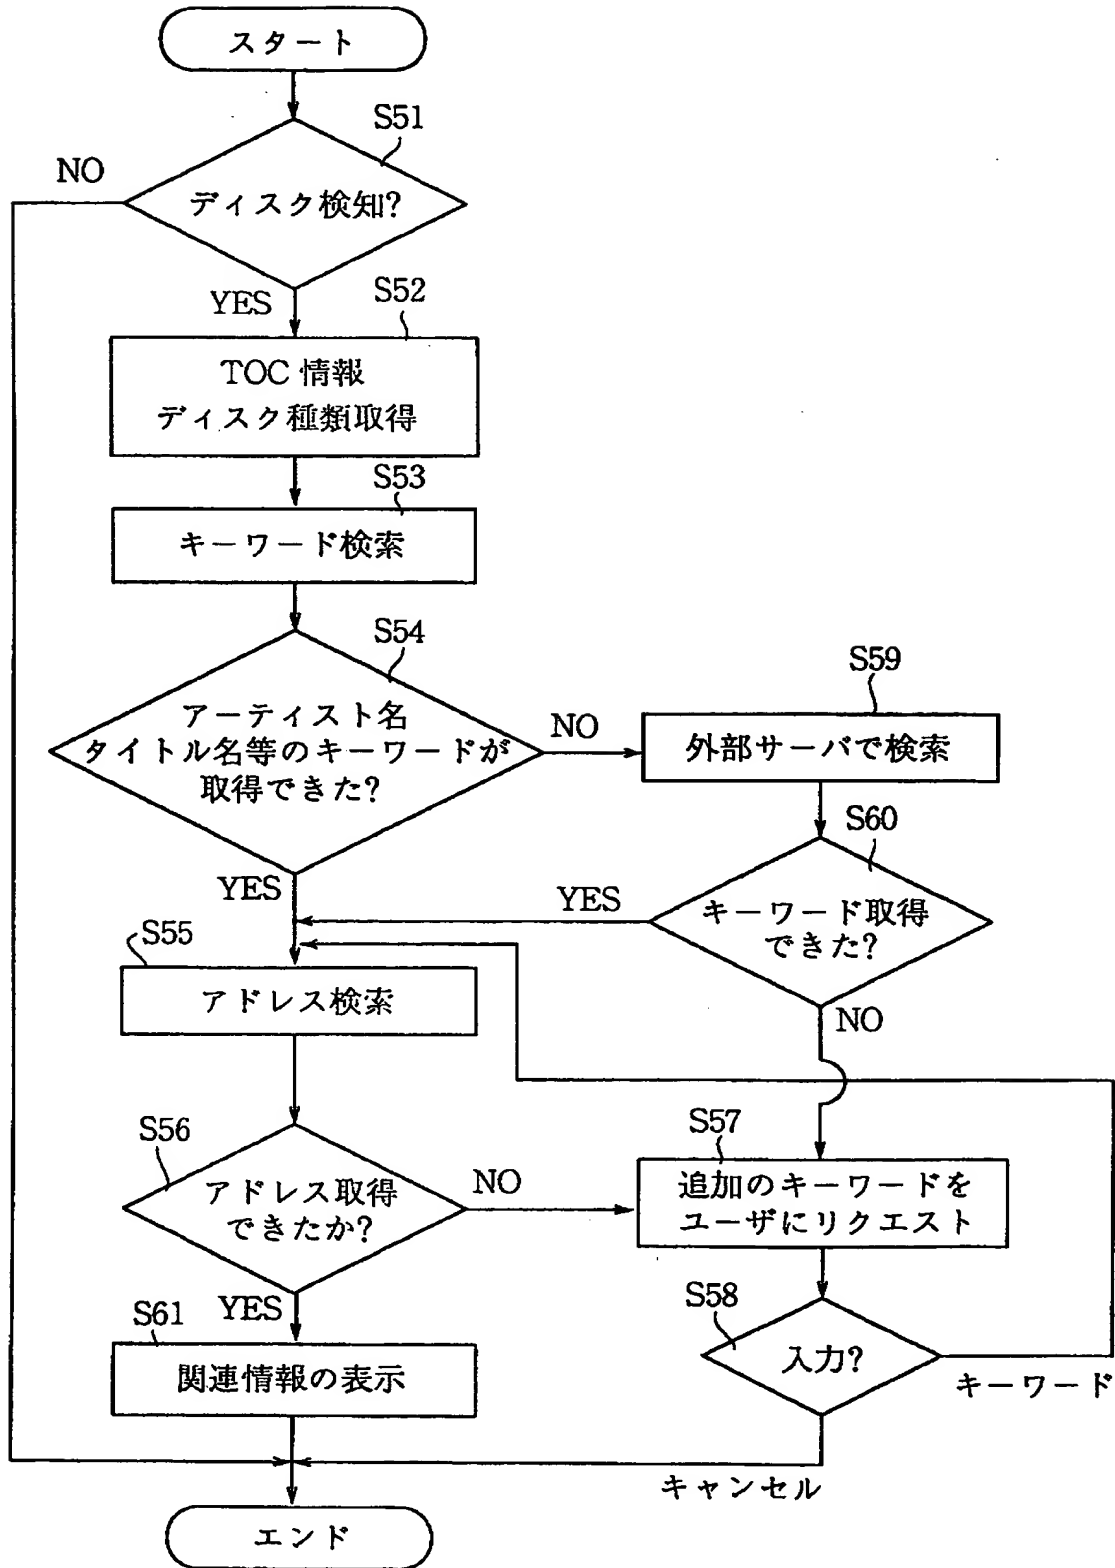 スタート
S51
NO
ディスク検知?
YES
S52
TOC 情報
ディスク種類取得
S53
キーワード検索
S54
アーティスト名
タイトル名等のキーワードが
取得できた?
NO
S59
外部サーバで検索
S60
キーワード取得
できた?
YES
YES
NO
S55
アドレス検索
S56
アドレス取得
できたか?
NO
S57
追加のキーワードを
ユーザにリクエスト
S58
入力?
キーワード
キャンセル
YES
S61
関連情報の表示
エンド